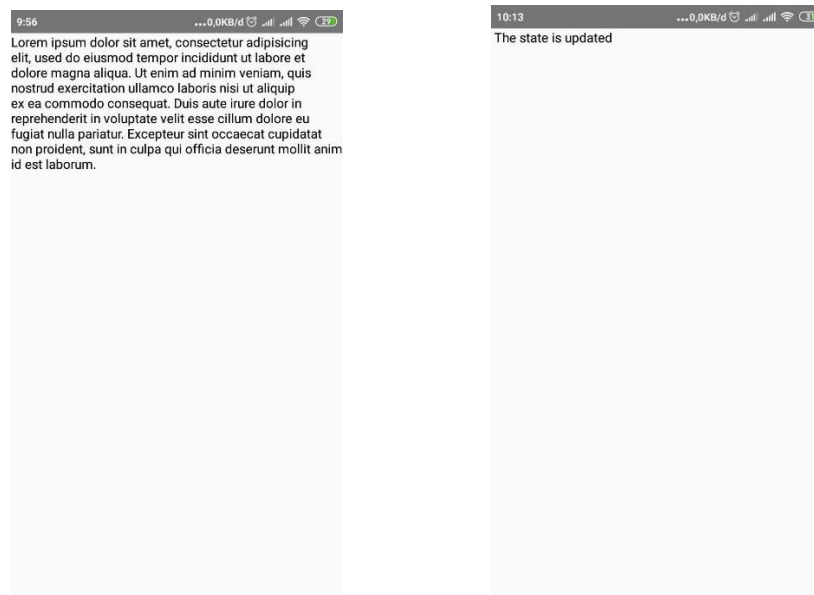 9:56 ...0,0KB/d 29
Lorem ipsum dolor sit amet, consectetur adipisicing
elit, used do eiusmod tempor incididunt ut labore et
dolore magna aliqua. Ut enim ad minim veniam, quis
nostrud exercitation ullamco laboris nisi ut aliquip
ex ea commodo consequat. Duis aute irure dolor in
reprehenderit in voluptate velit esse cillum dolore eu
fugiat nulla pariatur. Excepteur sint occaecat cupidatat
non proident, sunt in culpa qui officia deserunt mollit anim
id est laborum.
10:13 ...0,0KB/d 31
The state is updated